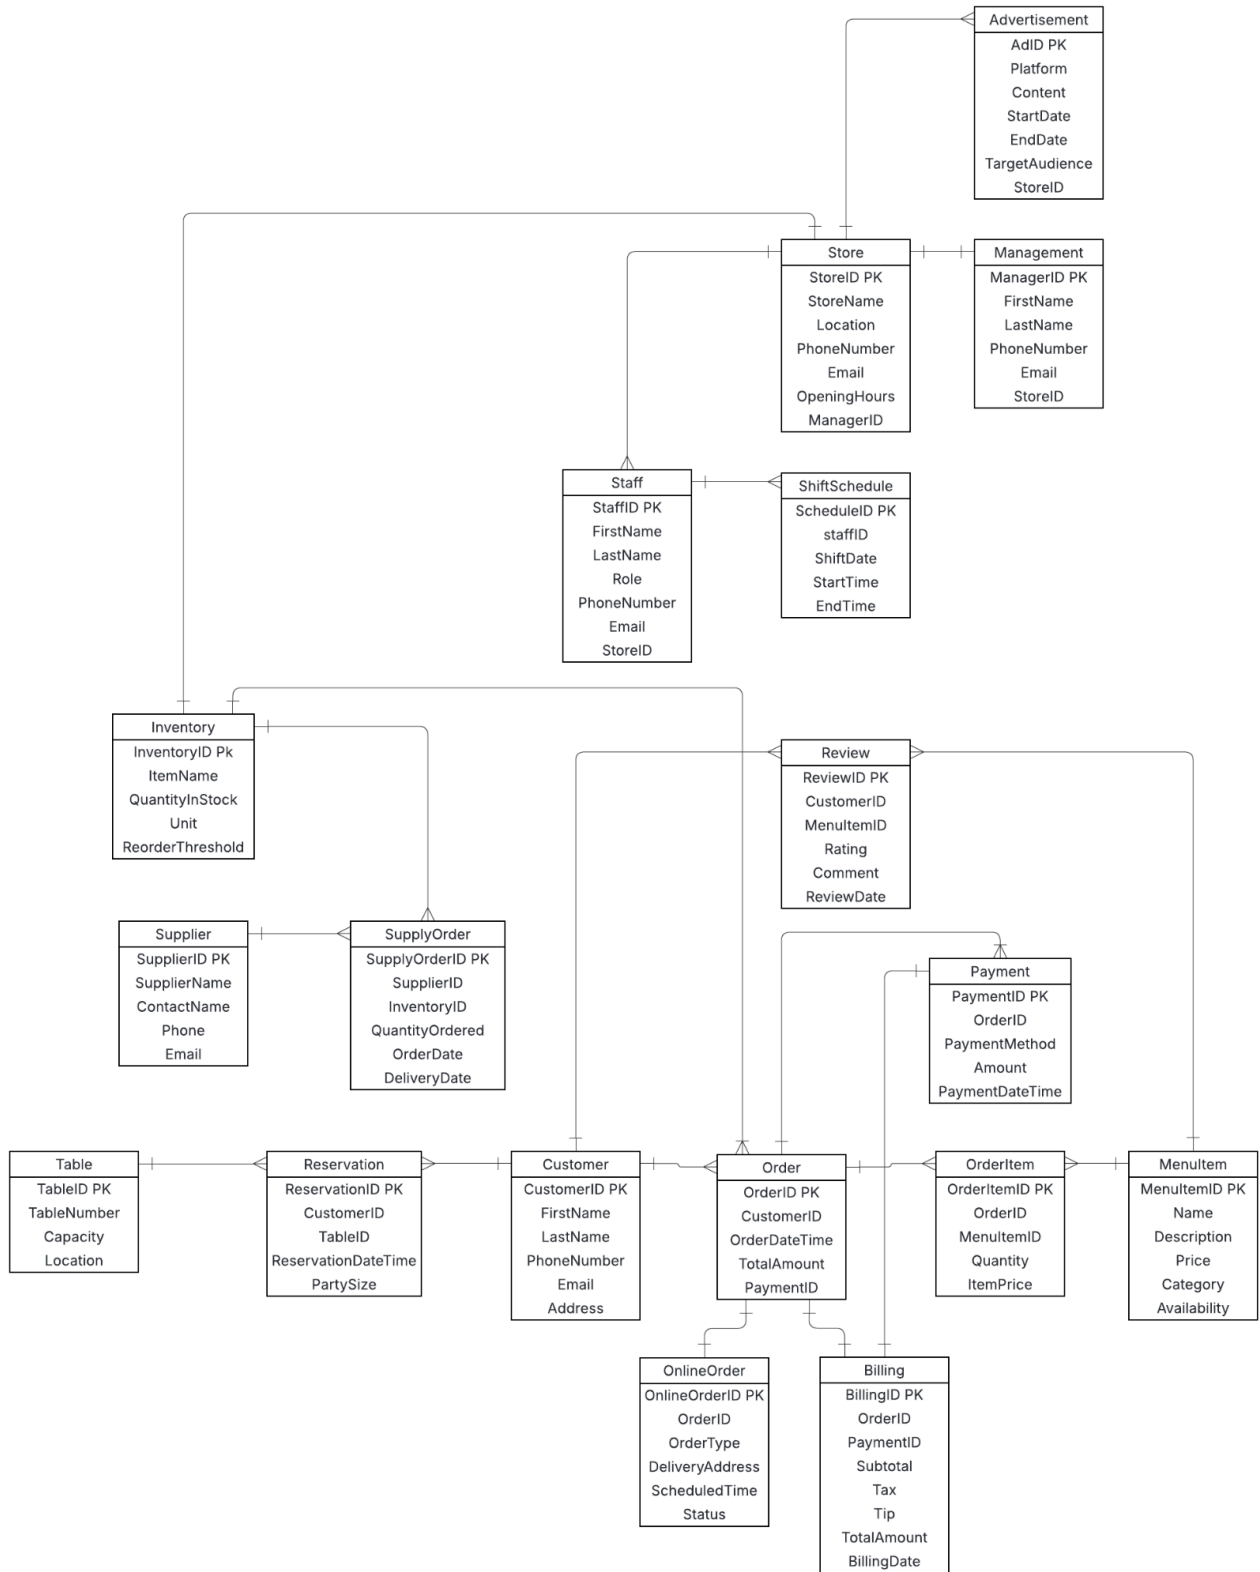 Advertisement
AdID PK
Platform
Content
StartDate
EndDate
TargetAudience
StoreID
Store
StoreID PK
StoreName
Location
PhoneNumber
Email
OpeningHours
ManagerID
Management
ManagerID PK
FirstName
LastName
PhoneNumber
Email
StoreID
Staff
StaffID PK
FirstName
LastName
Role
PhoneNumber
Email
StoreID
ShiftSchedule
ScheduleID PK
staffID
ShiftDate
StartTime
EndTime
Inventory
InventoryID Pk
ItemName
QuantityInStock
Unit
ReorderThreshold
Review
ReviewID PK
CustomerID
MenuItemID
Rating
Comment
ReviewDate
Supplier
SupplierID PK
SupplierName
ContactName
Phone
Email
SupplyOrder
SupplyOrderID PK
SupplierID
InventoryID
QuantityOrdered
OrderDate
DeliveryDate
Payment
PaymentID PK
OrderID
PaymentMethod
Amount
PaymentDateTime
Table
TableID PK
TableNumber
Capacity
Location
Reservation
ReservationID PK
CustomerID
TableID
ReservationDateTime
PartySize
Customer
CustomerID PK
FirstName
LastName
PhoneNumber
Email
Address
Order
OrderID PK
CustomerID
OrderDateTime
TotalAmount
PaymentID
OrderItem
OrderItemID PK
OrderID
MenuItemID
Quantity
ItemPrice
MenuItem
MenuItemID PK
Name
Description
Price
Category
Availability
OnlineOrder
OnlineOrderID PK
OrderID
OrderType
DeliveryAddress
ScheduledTime
Status
Billing
BillingID PK
OrderID
PaymentID
Subtotal
Tax
Tip
TotalAmount
BillingDate